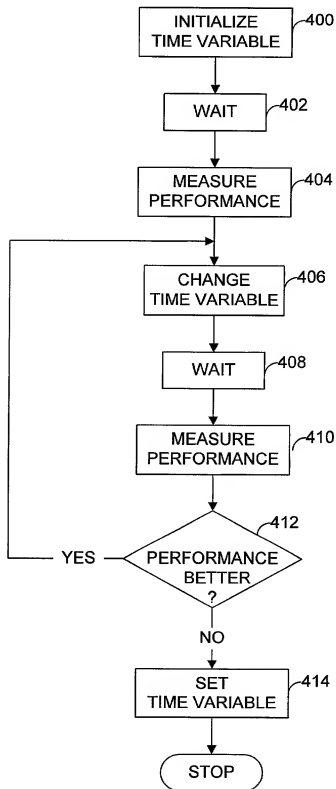 INITIALIZE
TIME VARIABLE
400
WAIT
402
MEASURE
PERFORMANCE
404
CHANGE
TIME VARIABLE
406
WAIT
408
MEASURE
PERFORMANCE
410
412
PERFORMANCE
BETTER
?
YES
NO
SET
TIME VARIABLE
414
STOP